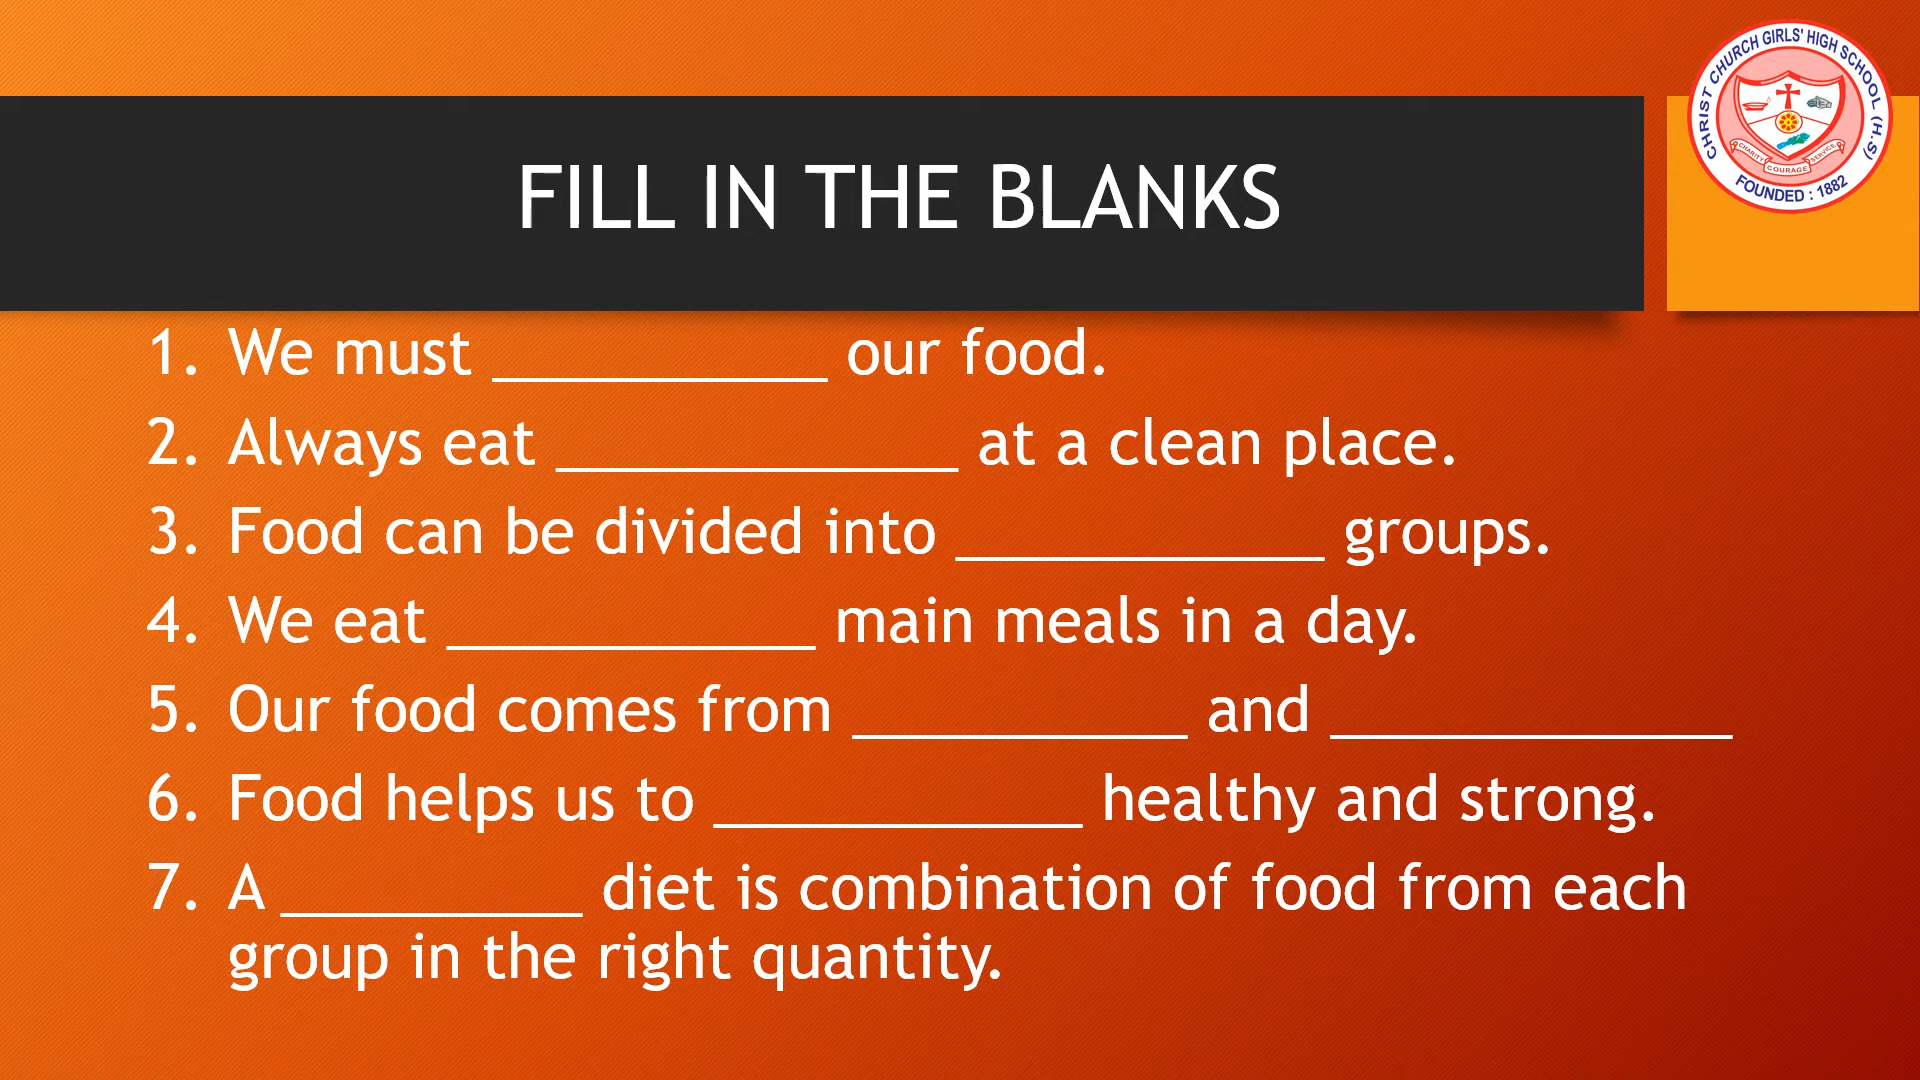 CHRIST CHURCH GIRLS' HIGH SCHOOL (H.S)
CHARITY
COURAGE
SERVICE
FOUNDED : 1882
FILL IN THE BLANKS
1. We must __________ our food.
2. Always eat ____________ at a clean place.
3. Food can be divided into ___________ groups.
4. We eat ___________ main meals in a day.
5. Our food comes from __________ and ____________
6. Food helps us to ___________ healthy and strong.
7. A _________ diet is combination of food from each
group in the right quantity.